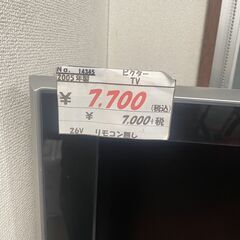 No. 14345 ビクター
2005年製 TV
¥ 7,700 (税込)
¥ 7,000+税
26V リモコン無し